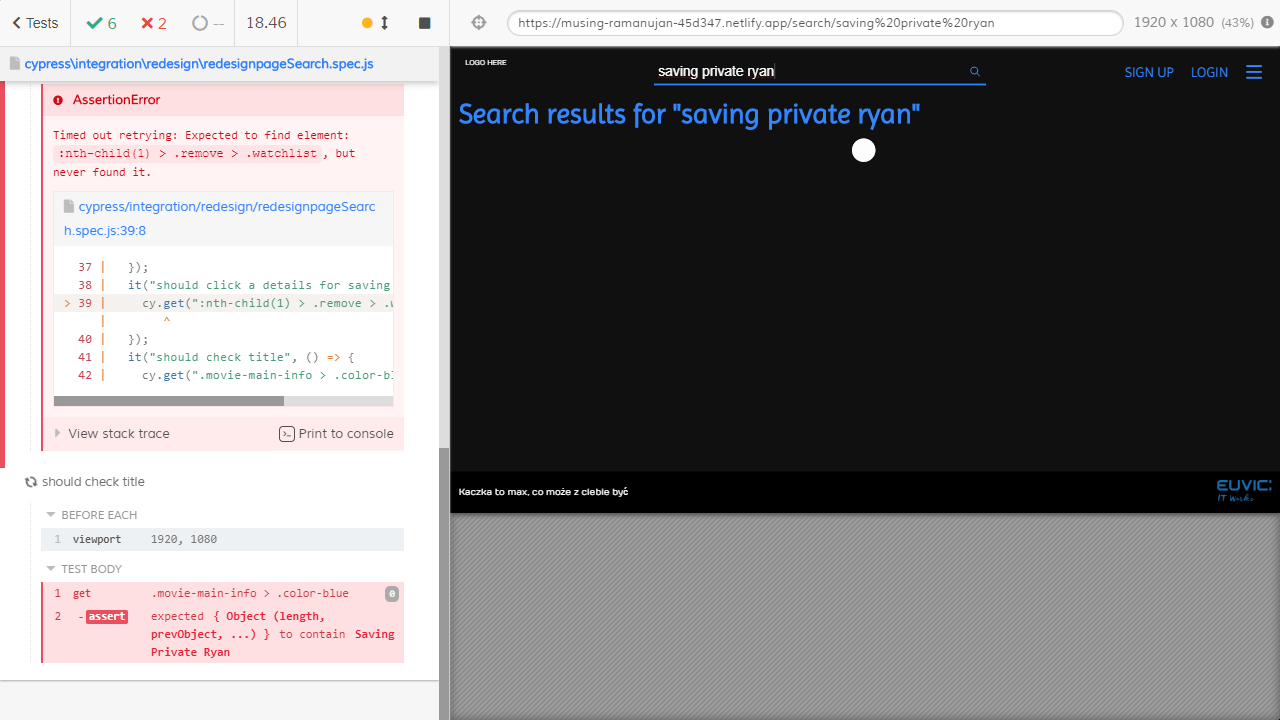 Tests
6
2
--
18.46
https://musing-ramanujan-45d347.netlify.app/search/saving%20private%20ryan
1920 x 1080 (43%)
cypress\integration\redesign\redesignpageSearch.spec.js
AssertionError
Timed out retrying: Expected to find element:
:nth-child(1) > .remove > .watchlist, but
never found it.
cypress/integration/redesign/redesignpageSearc
h.spec.js:39:8
37 | });
38 | it("should click a details for saving
> 39 | cy.get(":nth-child(1) > .remove > .w
| ^
40 | });
41 | it("should check title", () => {
42 | cy.get(".movie-main-info > .color-bl
View stack trace
Print to console
should check title
BEFORE EACH
1 viewport 1920, 1080
TEST BODY
1 get .movie-main-info > .color-blue 0
2 -assert expected { Object (length,
prevObject, ...) } to contain Saving
Private Ryan
LOGO HERE
saving private ryan
SIGN UP LOGIN
Search results for "saving private ryan"
Kaczka to max, co może z ciebie być
EUVIC
IT Works